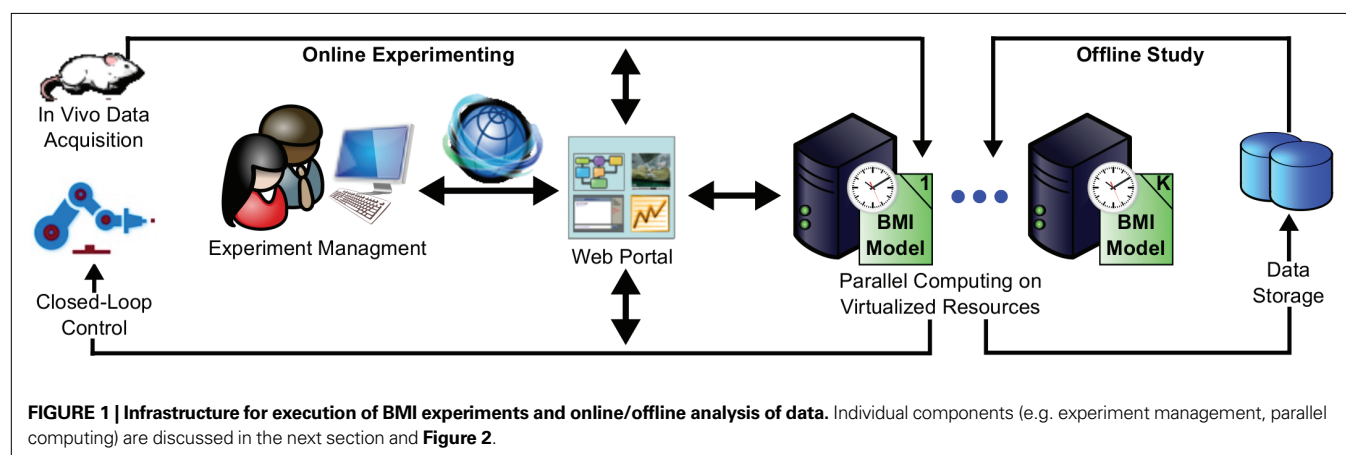 Online Experimenting
Offline Study
In Vivo Data
Acquisition
Experiment Managment
Web Portal
1
BMI
Model
K
BMI
Model
Parallel Computing on
Virtualized Resources
Data
Storage
Closed-Loop
Control
FIGURE 1 | Infrastructure for execution of BMI experiments and online/offline analysis of data. Individual components (e.g. experiment management, parallel
computing) are discussed in the next section and Figure 2.